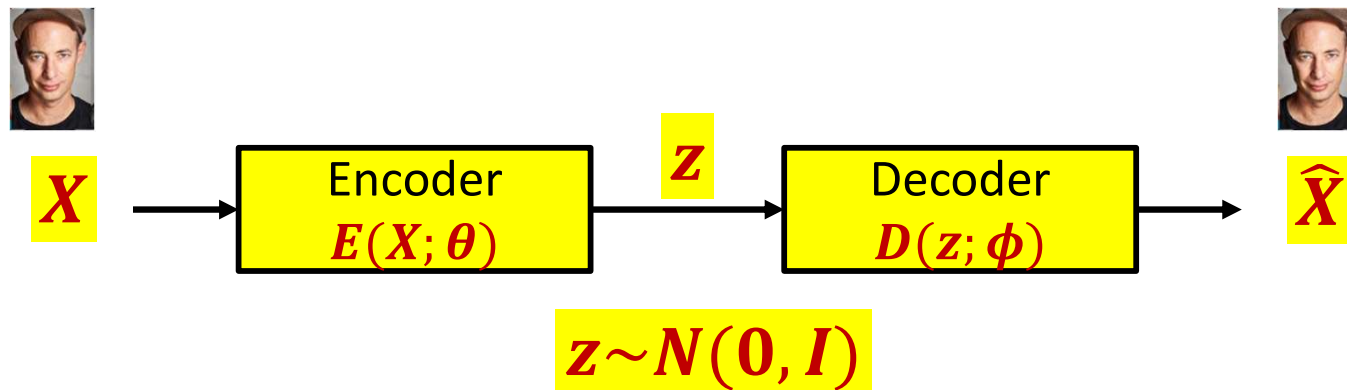 X
Encoder
E(X; θ)
z
Decoder
D(z; ϕ)
X̂
z~N(0, I)